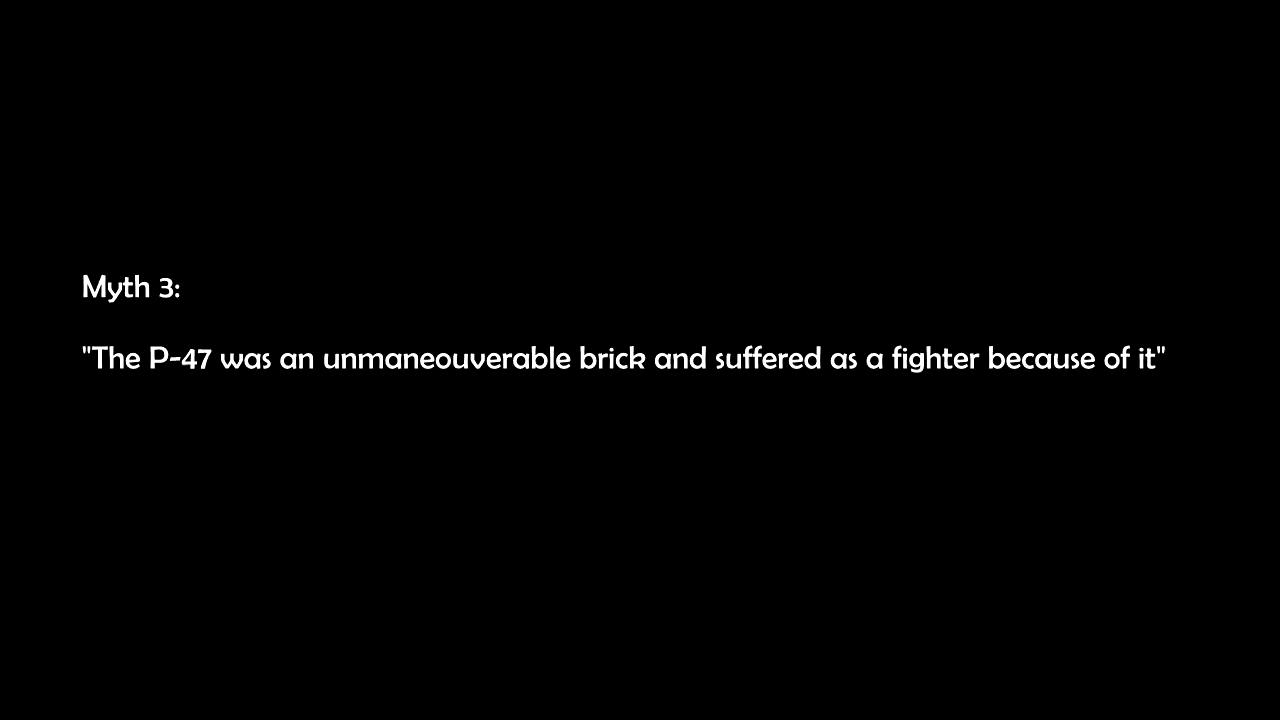 Myth 3:
"The P-47 was an unmaneouverable brick and suffered as a fighter because of it"